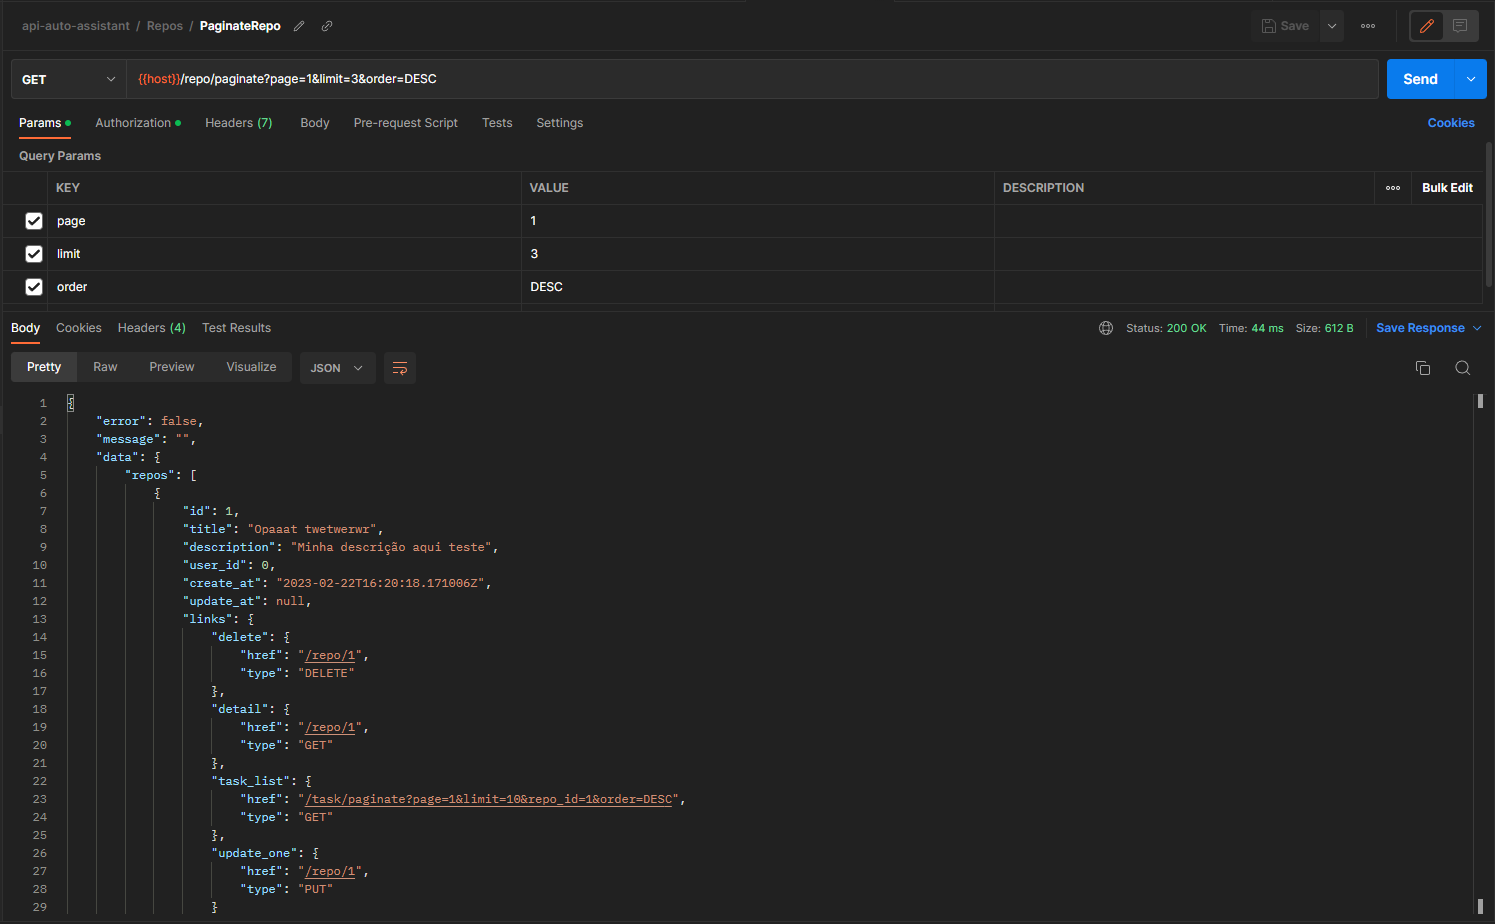 api-auto-assistant / Repos / PaginateRepo
Save
GET
{{host}}/repo/paginate?page=1&limit=3&order=DESC
Send
Params
Authorization
Headers (7)
Body
Pre-request Script
Tests
Settings
Cookies
Query Params
KEY VALUE DESCRIPTION Bulk Edit
page 1
limit 3
order DESC
Body Cookies Headers (4) Test Results
Status: 200 OK Time: 44 ms Size: 612 B Save Response
Pretty Raw Preview Visualize JSON
1 {
2 "error": false,
3 "message": "",
4 "data": {
5 "repos": [
6 {
7 "id": 1,
8 "title": "Opaaat twetwerwr",
9 "description": "Minha descrição aqui teste",
10 "user_id": 0,
11 "create_at": "2023-02-22T16:20:18.171006Z",
12 "update_at": null,
13 "links": {
14 "delete": {
15 "href": "/repo/1",
16 "type": "DELETE"
17 },
18 "detail": {
19 "href": "/repo/1",
20 "type": "GET"
21 },
22 "task_list": {
23 "href": "/task/paginate?page=1&limit=10&repo_id=1&order=DESC",
24 "type": "GET"
25 },
26 "update_one": {
27 "href": "/repo/1",
28 "type": "PUT"
29 }